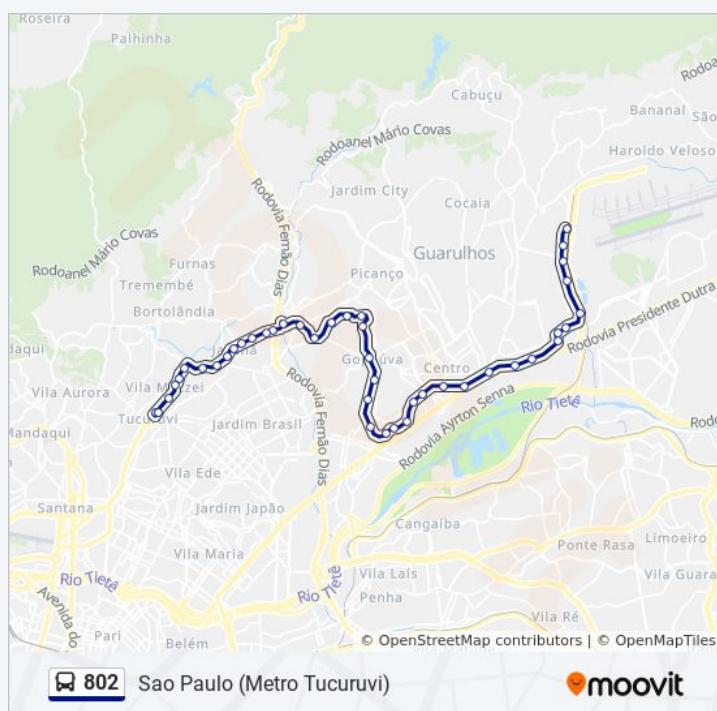 Roseira
Palhinha
Rodoa
Cabuçu
Bananal
São
Rodoanel Mário Covas
Haroldo Veloso
Jardim City
Cocaia
Rodovia Fernão Dias
Guarulhos
Rodoanel Mário Covas
Furnas
Picanço
Tremembé
Bortolândia
Rodovia Presidente Dutra
daqui
Gopoúva
Centro
Vila Aurora
Vila Mazzei
Rodovia Ayrton Senna
Tucuruvi
Rodovia Fernão Dias
Rio Tietê
Mandaqui
Jardim Brasil
Rod
Vila Ede
Santana
Jardim Japão
Cangaíba
Limoeiro
Vila Maria
Ponte Rasa
Rio Tietê
Vila Laís
Vila Guara
Avenida do
Rio Tietê
Penha
Pari
Belém
Vila Ré
© OpenStreetMap contributors | © OpenMapTiles
802 Sao Paulo (Metro Tucuruvi)
moovit